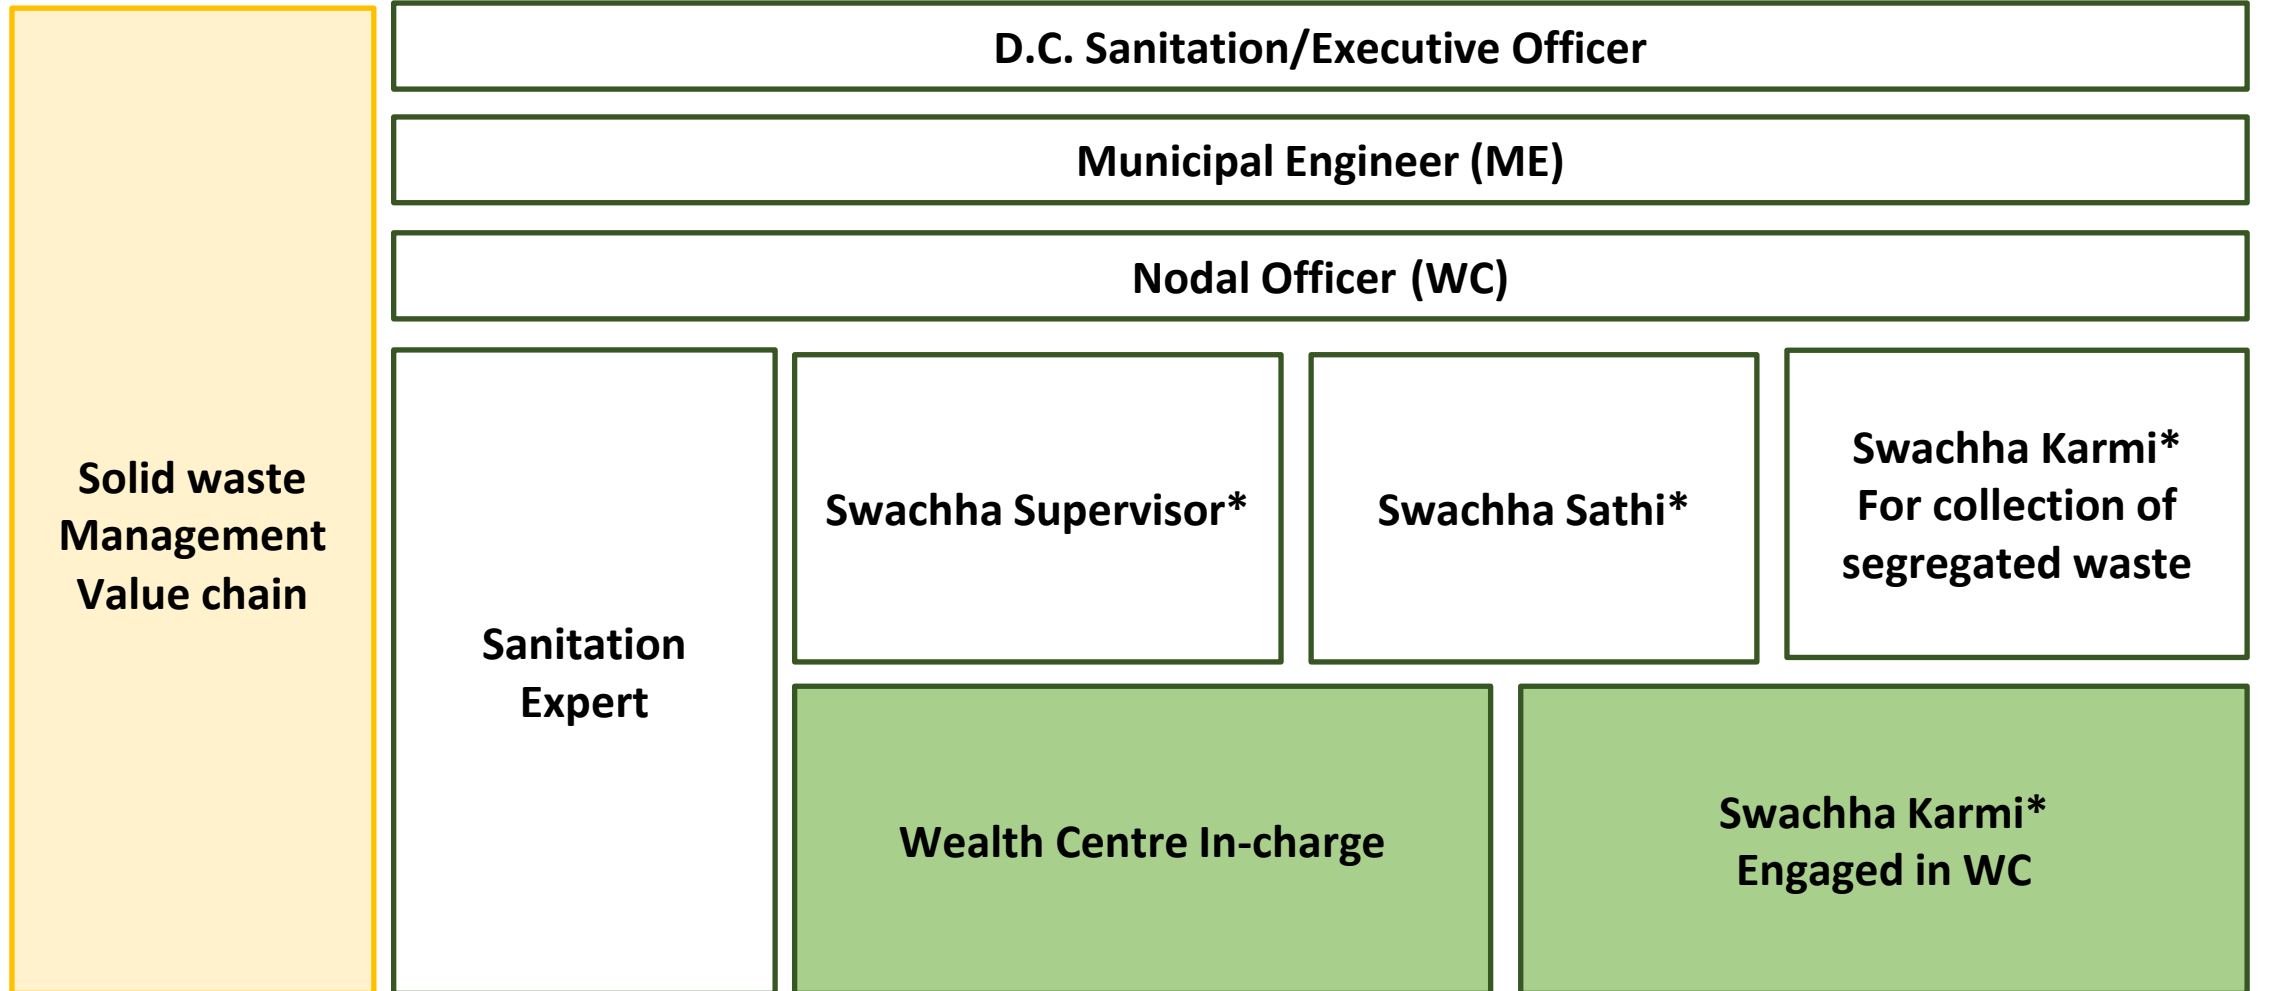 D.C. Sanitation/Executive Officer
Municipal Engineer (ME)
Nodal Officer (WC)
Solid waste
Management
Value chain
Sanitation
Expert
Swachha Supervisor*
Swachha Sathi*
Swachha Karmi*
For collection of
segregated waste
Wealth Centre In-charge
Swachha Karmi*
Engaged in WC